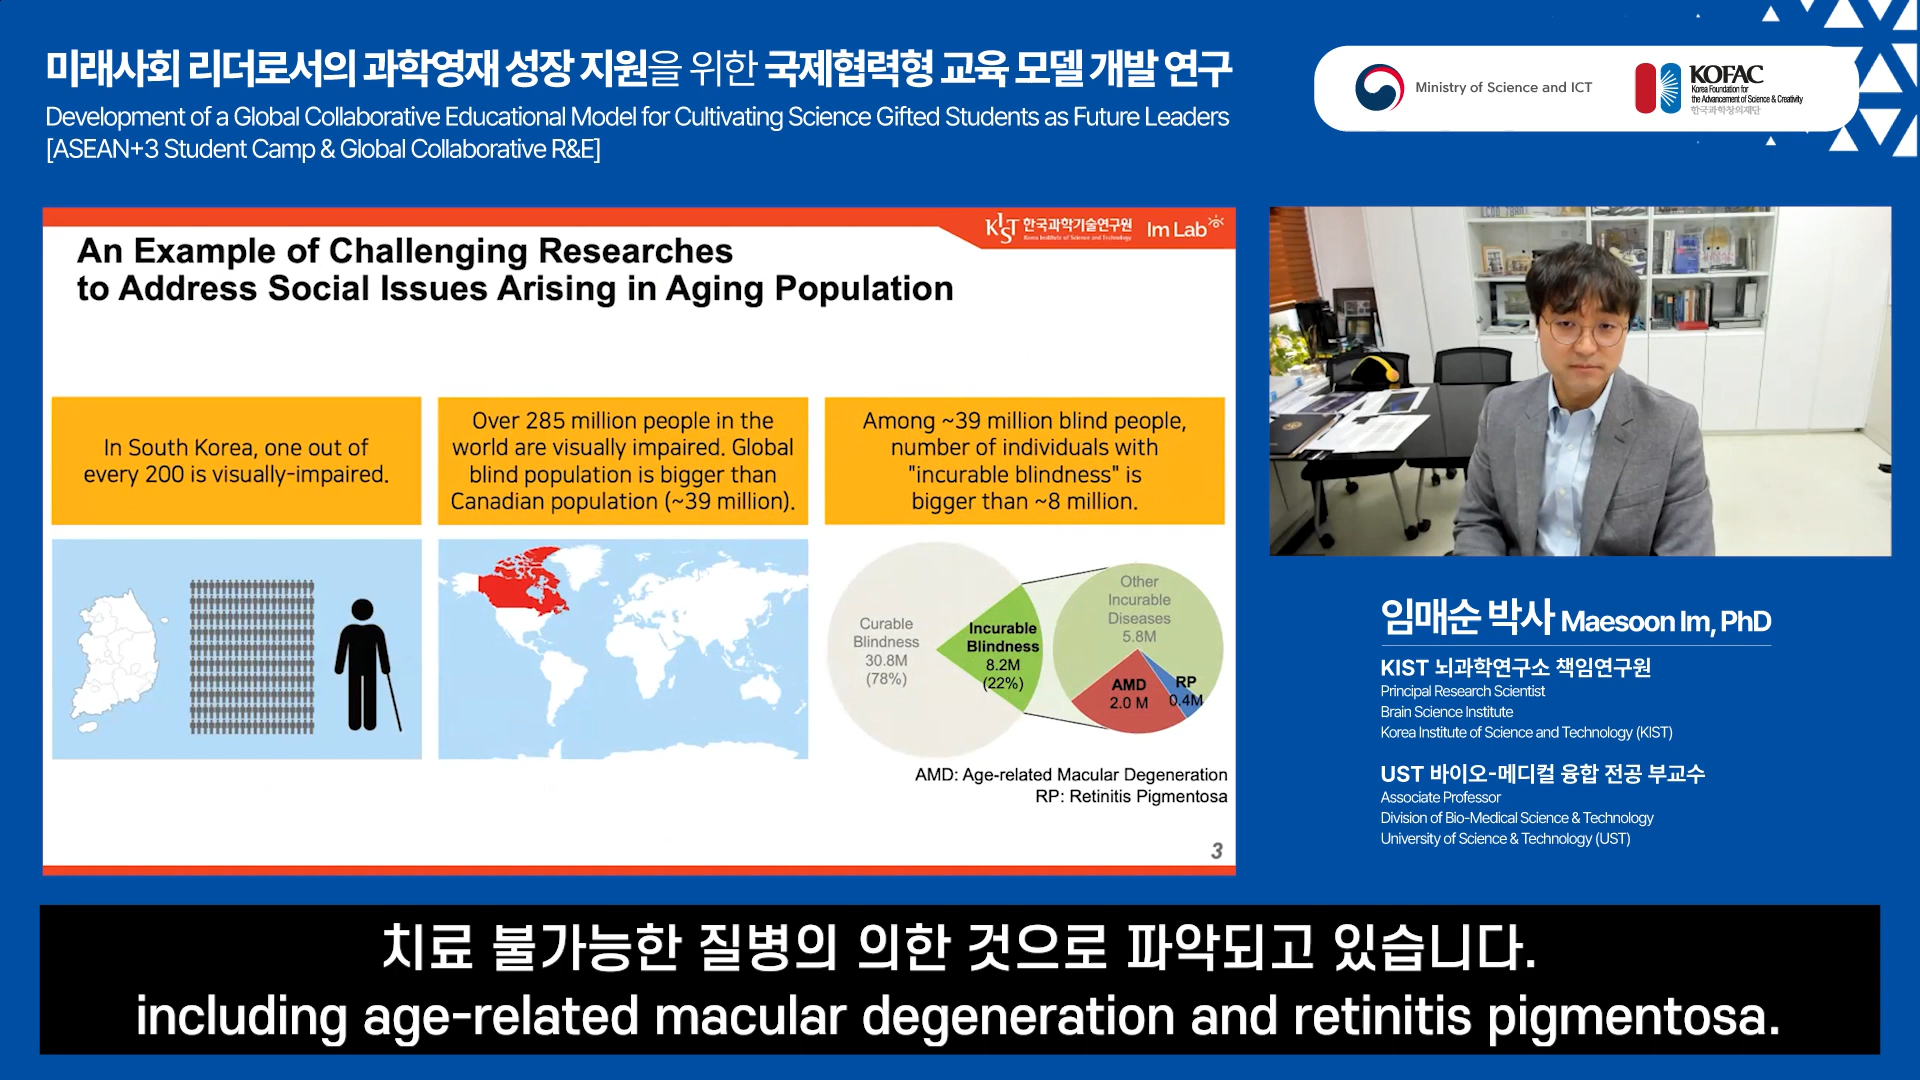 미래사회 리더로서의 과학영재 성장 지원을 위한 국제협력형 교육 모델 개발 연구
Development of a Global Collaborative Educational Model for Cultivating Science Gifted Students as Future Leaders
[ASEAN+3 Student Camp & Global Collaborative R&E]
Ministry of Science and ICT
KOFAC
Korea Foundation for
the Advancement of Science & Creativity
한국과학창의재단
KIST 한국과학기술연구원
Korea Institute of Science and Technology
Im Lab
An Example of Challenging Researches
to Address Social Issues Arising in Aging Population
In South Korea, one out of
every 200 is visually-impaired.
Over 285 million people in the
world are visually impaired. Global
blind population is bigger than
Canadian population (~39 million).
Among ~39 million blind people,
number of individuals with
"incurable blindness" is
bigger than ~8 million.
Curable
Blindness
30.8M
(78%)
Incurable
Blindness
8.2M
(22%)
Other
Incurable
Diseases
5.8M
AMD
2.0 M
RP
0.4M
AMD: Age-related Macular Degeneration
RP: Retinitis Pigmentosa
3
임매순 박사 Maesoon Im, PhD
KIST 뇌과학연구소 책임연구원
Principal Research Scientist
Brain Science Institute
Korea Institute of Science and Technology (KIST)
UST 바이오-메디컬 융합 전공 부교수
Associate Professor
Division of Bio-Medical Science & Technology
University of Science & Technology (UST)
치료 불가능한 질병의 의한 것으로 파악되고 있습니다.
including age-related macular degeneration and retinitis pigmentosa.